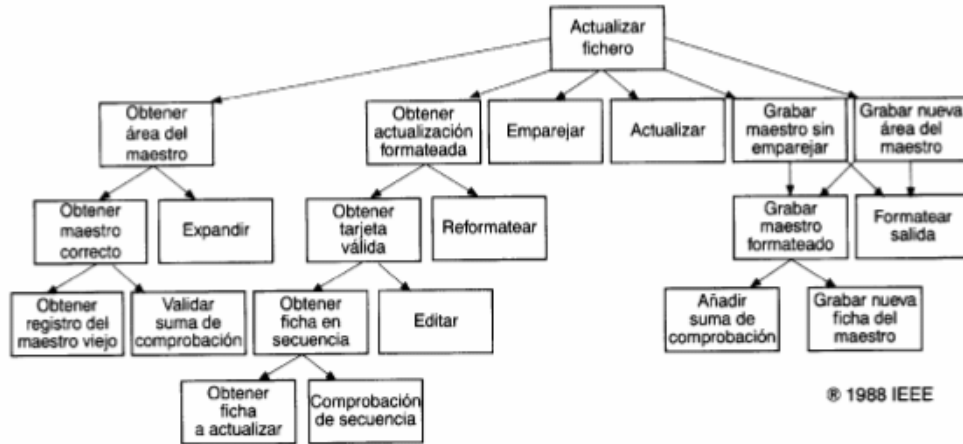 Actualizar
fichero
Obtener
área del
maestro
Obtener
actualización
formateada
Emparejar
Actualizar
Grabar
maestro sin
emparejar
Grabar nueva
área del
maestro
Obtener
maestro
correcto
Expandir
Obtener
tarjeta
válida
Reformatear
Grabar
maestro
formateado
Formatear
salida
Obtener
registro del
maestro viejo
Validar
suma de
comprobación
Obtener
ficha en
secuencia
Editar
Añadir
suma de
comprobación
Grabar nueva
ficha del
maestro
Obtener
ficha
a actualizar
Comprobación
de secuencia
® 1988 IEEE